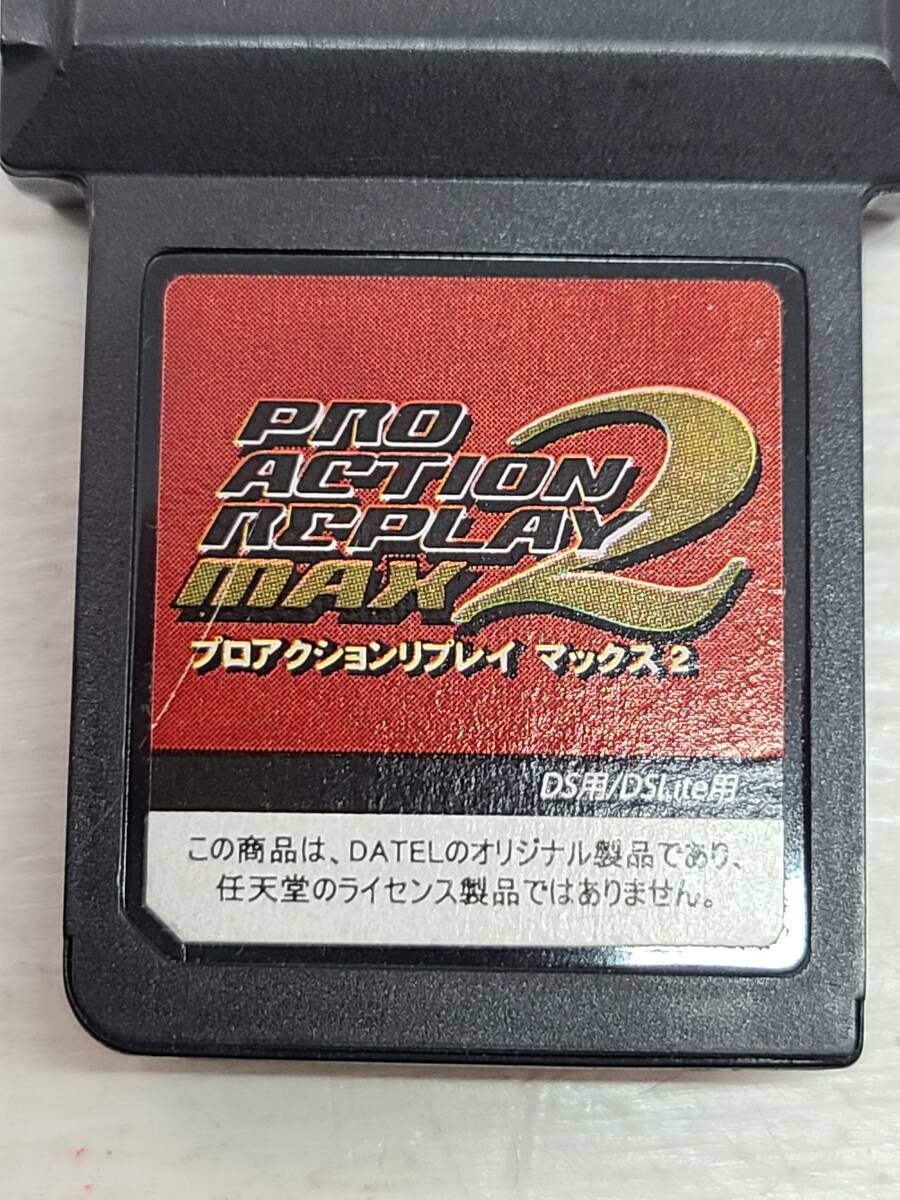 PRO
ACTION
REPLAY
MAX 2
プロアクションリプレイ マックス2
DS用/DSLite用
この商品は、DATELのオリジナル製品であり、
任天堂のライセンス製品ではありません。